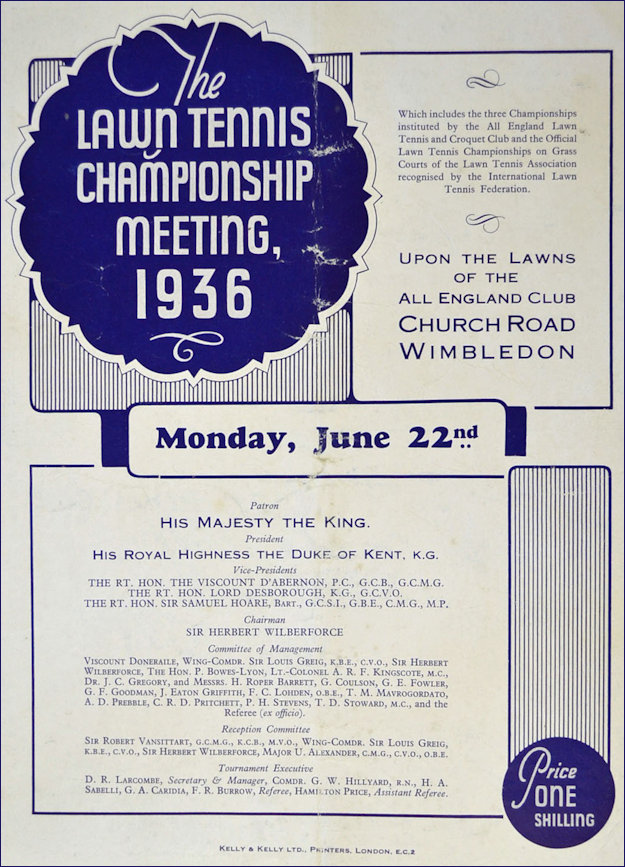 The
LAWN TENNIS
CHAMPIONSHIP
MEETING,
1936
Which includes the three Championships
instituted by the All England Lawn
Tennis and Croquet Club and the Official
Lawn Tennis Championships on Grass
Courts of the Lawn Tennis Association
recognised by the International Lawn
Tennis Federation.
UPON THE LAWNS
OF THE
ALL ENGLAND CLUB
CHURCH ROAD
WIMBLEDON
Monday, June 22nd
Patron
HIS MAJESTY THE KING.
President
HIS ROYAL HIGHNESS THE DUKE OF KENT, K.G.
Vice-Presidents
THE RT. HON. THE VISCOUNT D'ABERNON, P.C., G.C.B., G.C.M.G.
THE RT. HON. LORD DESBOROUGH, K.G., G.C.V.O.
THE RT. HON. SIR SAMUEL HOARE, BART., G.C.S.I., G.B.E., C.M.G., M.P.
Chairman
SIR HERBERT WILBERFORCE
Committee of Management
VISCOUNT DONERAILE, WING-COMDR. SIR LOUIS GREIG, K.B.E., C.V.O., SIR HERBERT
WILBERFORCE, THE HON. P. BOWES-LYON, LT.-COLONEL A. R. F. KINGSCOTE, M.C.,
DR. J. C. GREGORY, and MESSRS. H. ROPER BARRETT, G. COULSON, G. E. FOWLER,
G. F. GOODMAN, J. EATON GRIFFITH, F. C. LOHDEN, O.B.E., T. M. MAVROGORDATO,
A. D. PREBBLE, C. R. D. PRITCHETT, P. H. STEVENS, T. D. STOWARD, M.C., and the
Referee (ex officio).
Reception Committee
SIR ROBERT VANSITTART, G.C.M.G., K.C.B., M.V.O., WING-COMDR. SIR LOUIS GREIG,
K.B.E., C.V.O., SIR HERBERT WILBERFORCE, MAJOR U. ALEXANDER, C.M.G., C.V.O., O.B.E.
Tournament Executive
D. R. LARCOMBE, Secretary & Manager, COMDR. G. W. HILLYARD, R.N., H. A.
SABELLI, G. A. CARIDIA, F. R. BURROW, Referee, HAMILTON PRICE, Assistant Referee.
Price
ONE
SHILLING
KELLY & KELLY LTD., PRINTERS, LONDON, E.C.2